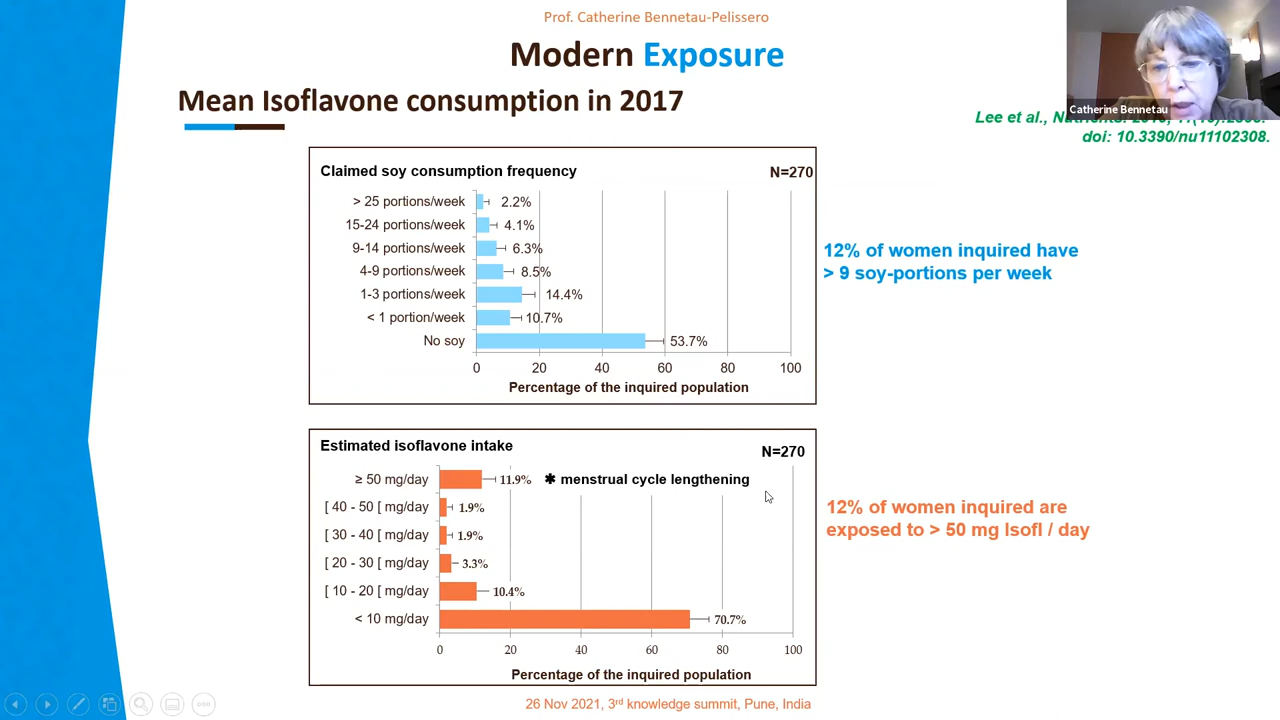 Prof. Catherine Bennetau-Pelissero
Modern Exposure
Mean Isoflavone consumption in 2017
Catherine Bennetau
Lee et al.,
doi: 10.3390/nu11102308.
Claimed soy consumption frequency
N=270
> 25 portions/week 2.2%
15-24 portions/week 4.1%
9-14 portions/week 6.3%
4-9 portions/week 8.5%
1-3 portions/week 14.4%
< 1 portion/week 10.7%
No soy 53.7%
0 20 40 60 80 100
Percentage of the inquired population
12% of women inquired have
> 9 soy-portions per week
Estimated isoflavone intake
N=270
≥ 50 mg/day 11.9% ✱ menstrual cycle lengthening
[ 40 - 50 [ mg/day 1.9%
[ 30 - 40 [ mg/day 1.9%
[ 20 - 30 [ mg/day 3.3%
[ 10 - 20 [ mg/day 10.4%
< 10 mg/day 70.7%
0 20 40 60 80 100
Percentage of the inquired population
12% of women inquired are
exposed to > 50 mg Isofl / day
26 Nov 2021, 3rd knowledge summit, Pune, India